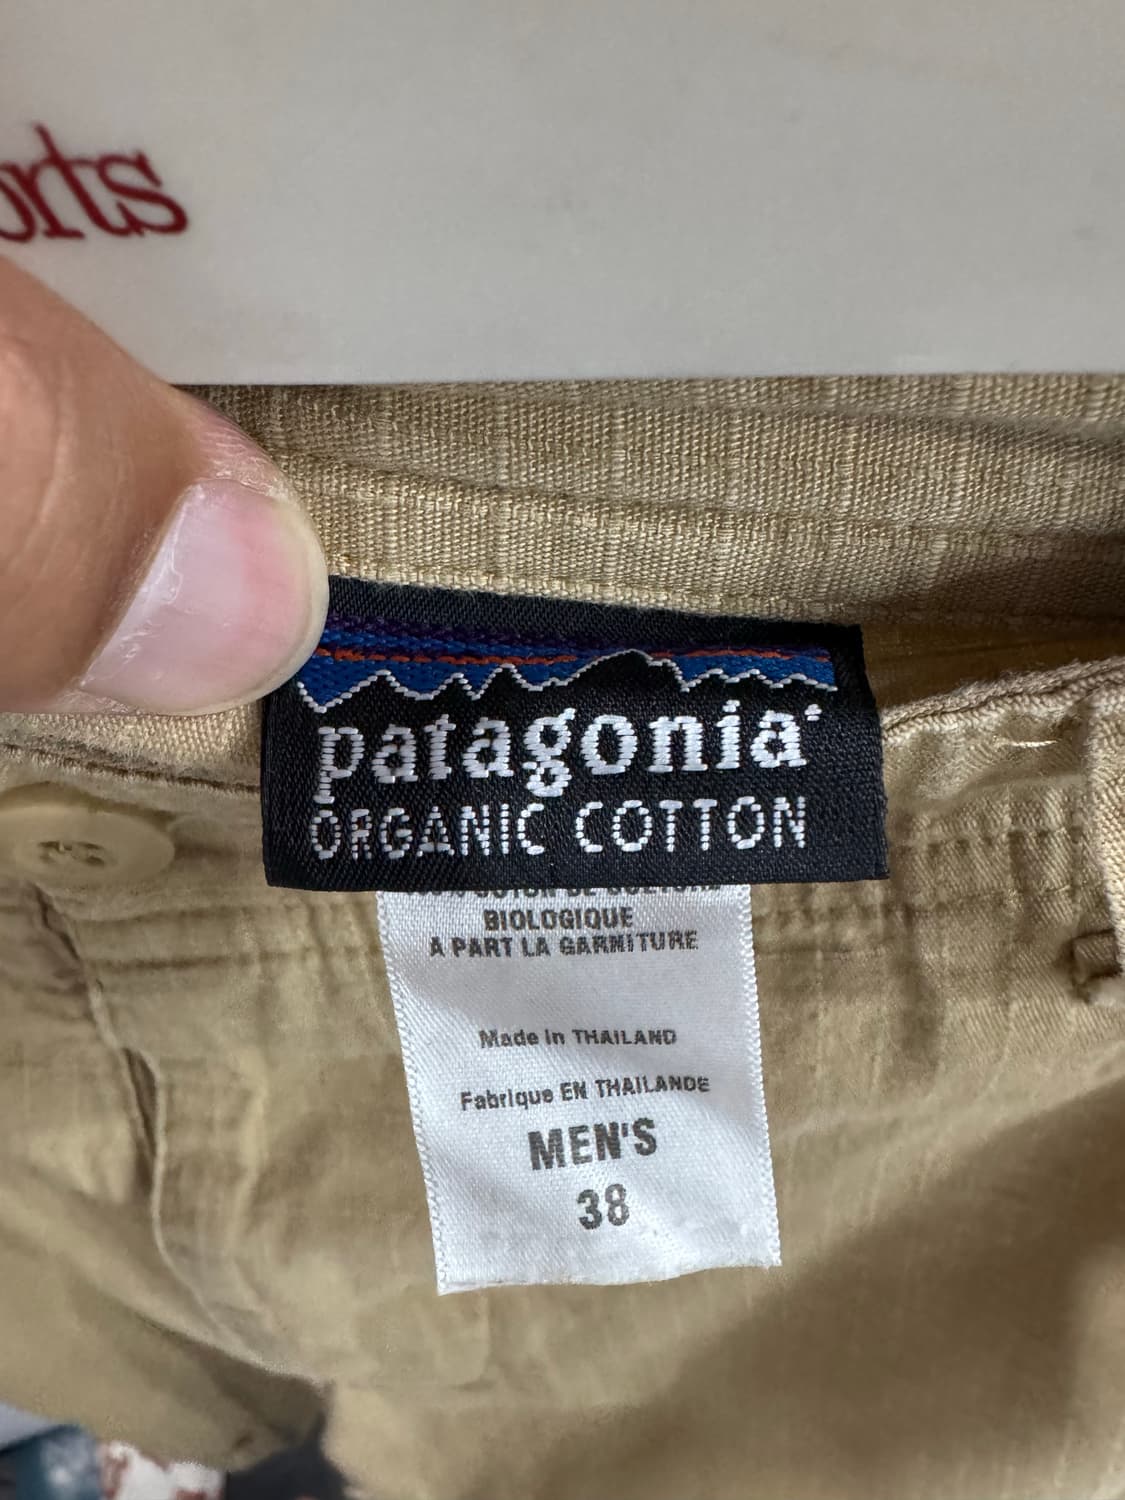 orts
patagonia®
ORGANIC COTTON
BIOLOGIQUE
A PART LA GARNITURE
Made in THAILAND
Fabrique EN THAILANDE
MEN'S
38